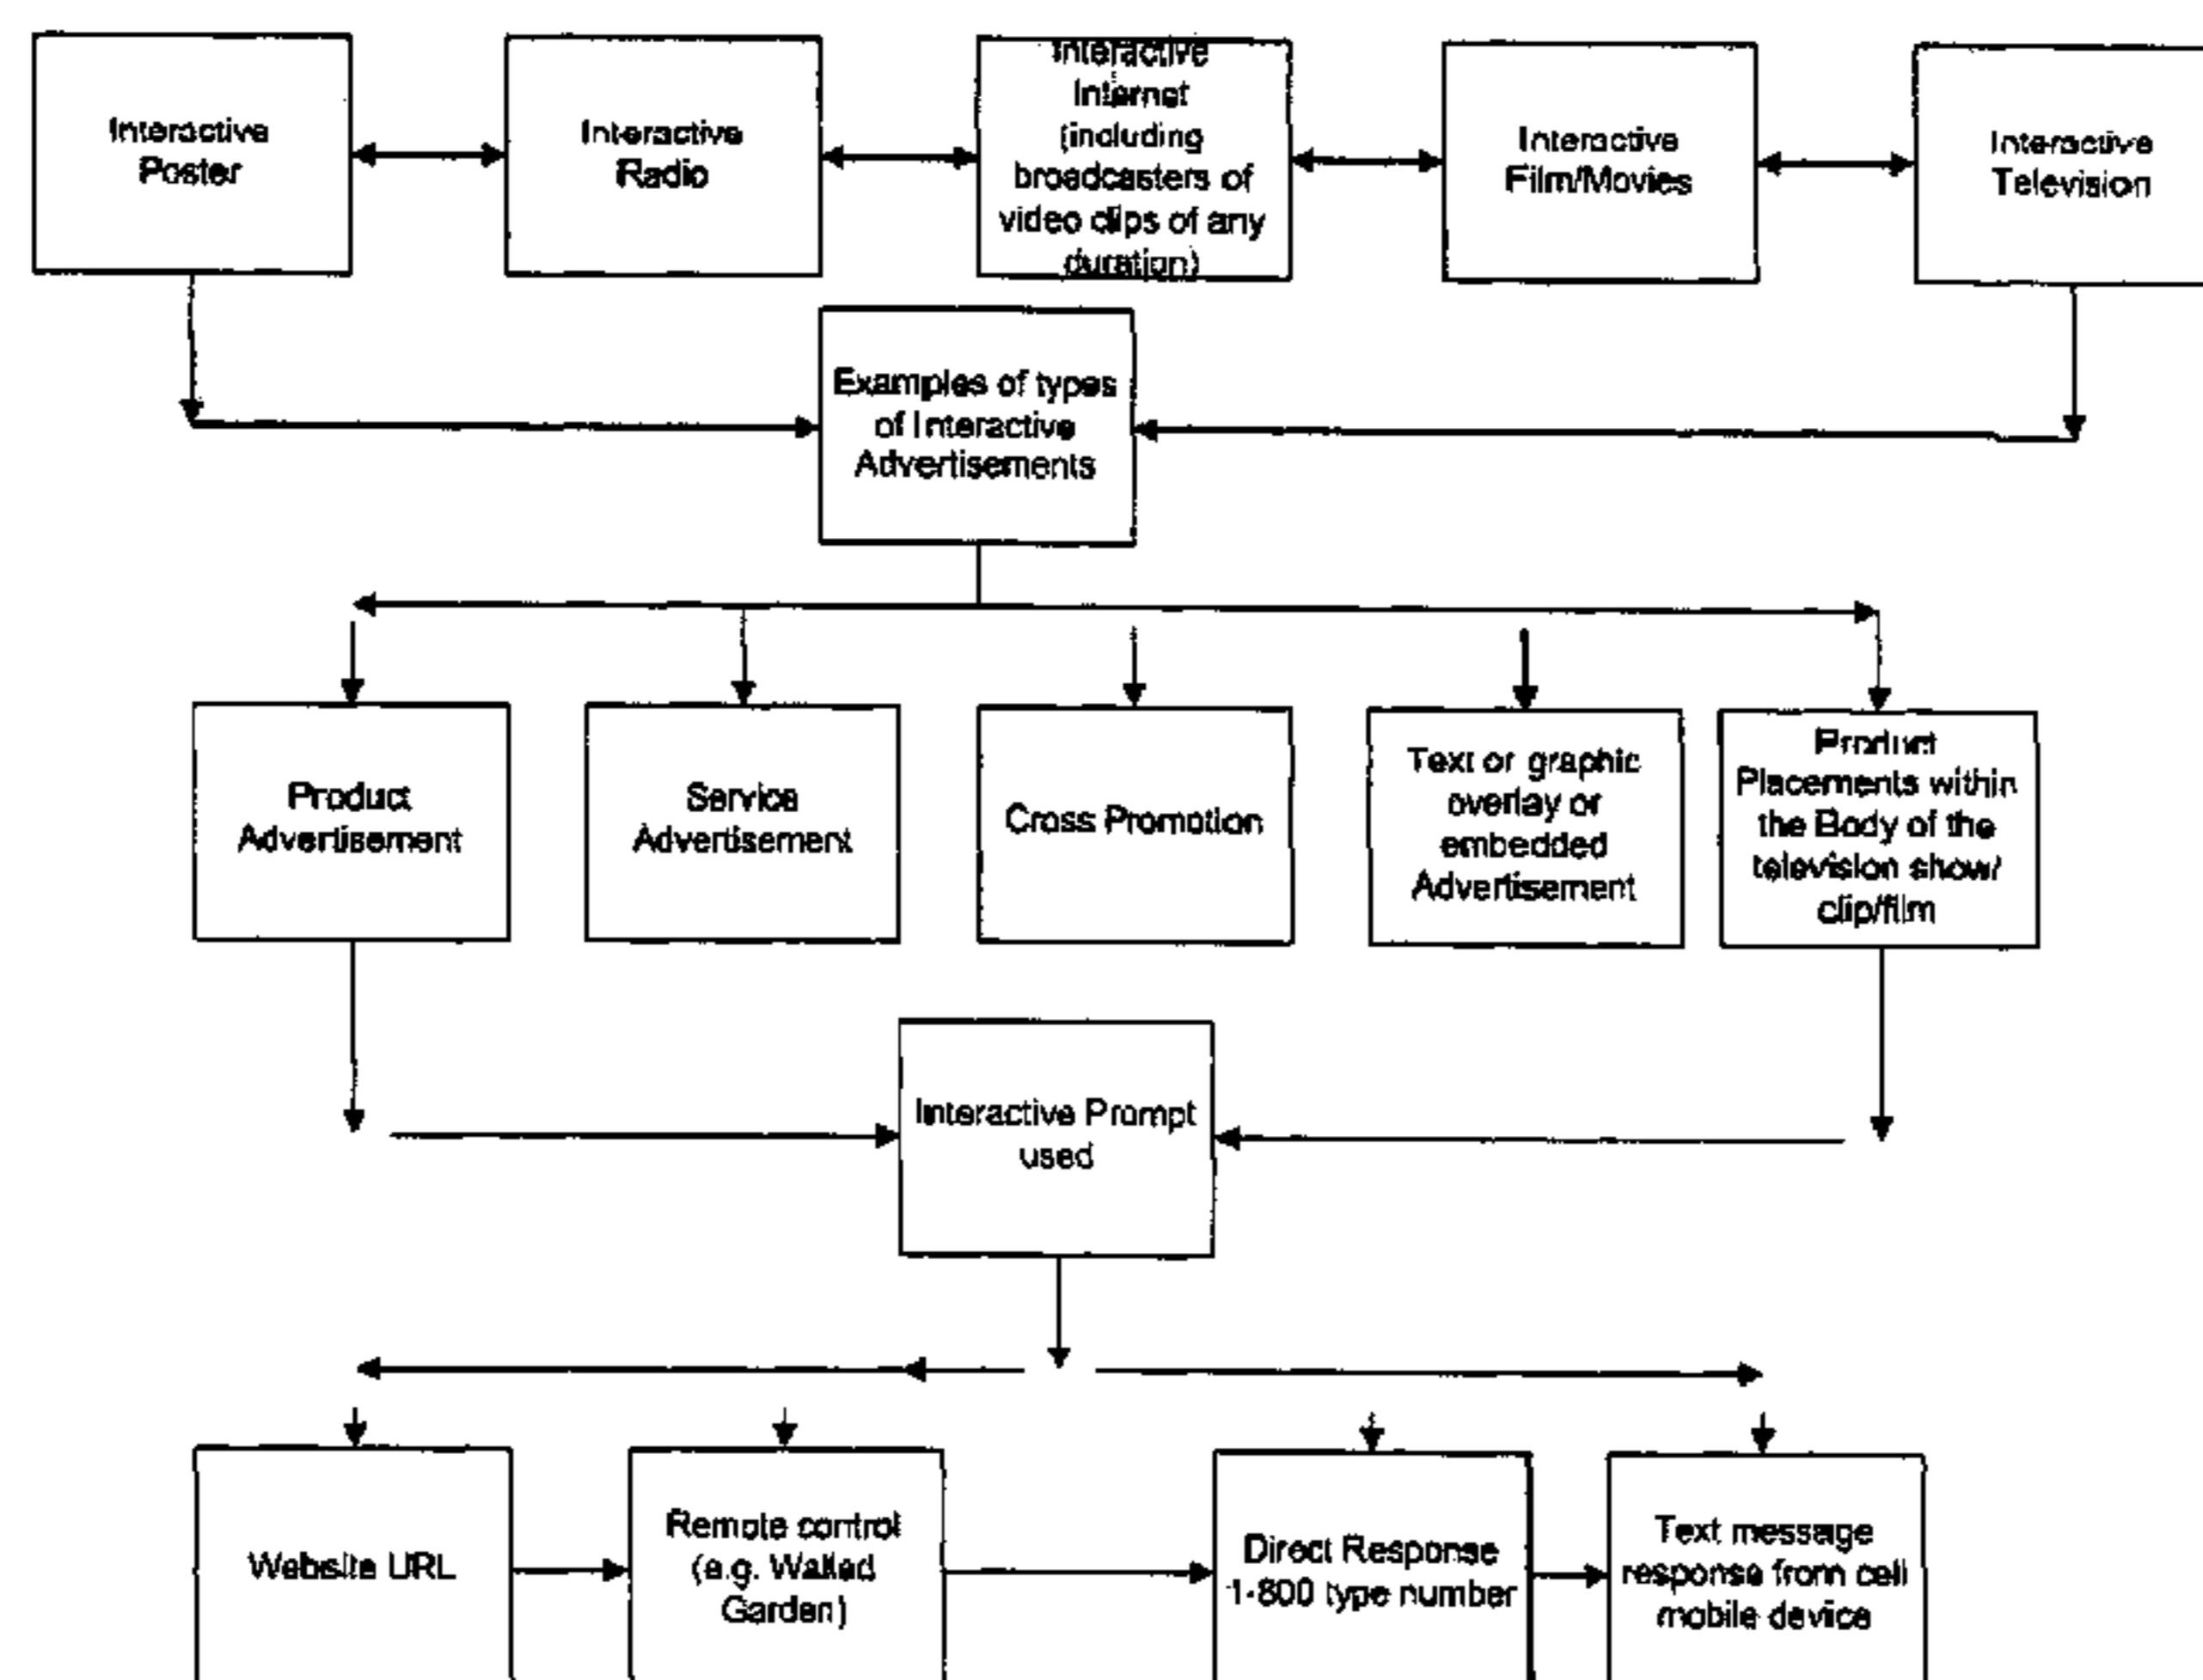 Interactive
Poster
Interactive
Radio
Interactive
Internet
(including
broadcasters of
video clips of any
duration)
Interactive
Film/Movies
Interactive
Television
Examples of types
of Interactive
Advertisements
Product
Advertisement
Service
Advertisement
Cross Promotion
Text or graphic
overlay or
embedded
Advertisement
Product
Placements within
the Body of the
television show/
clip/film
Interactive Prompt
used
Website URL
Remote control
(e.g. Walled
Garden)
Direct Response
1-800 type number
Text message
response from cell
mobile device